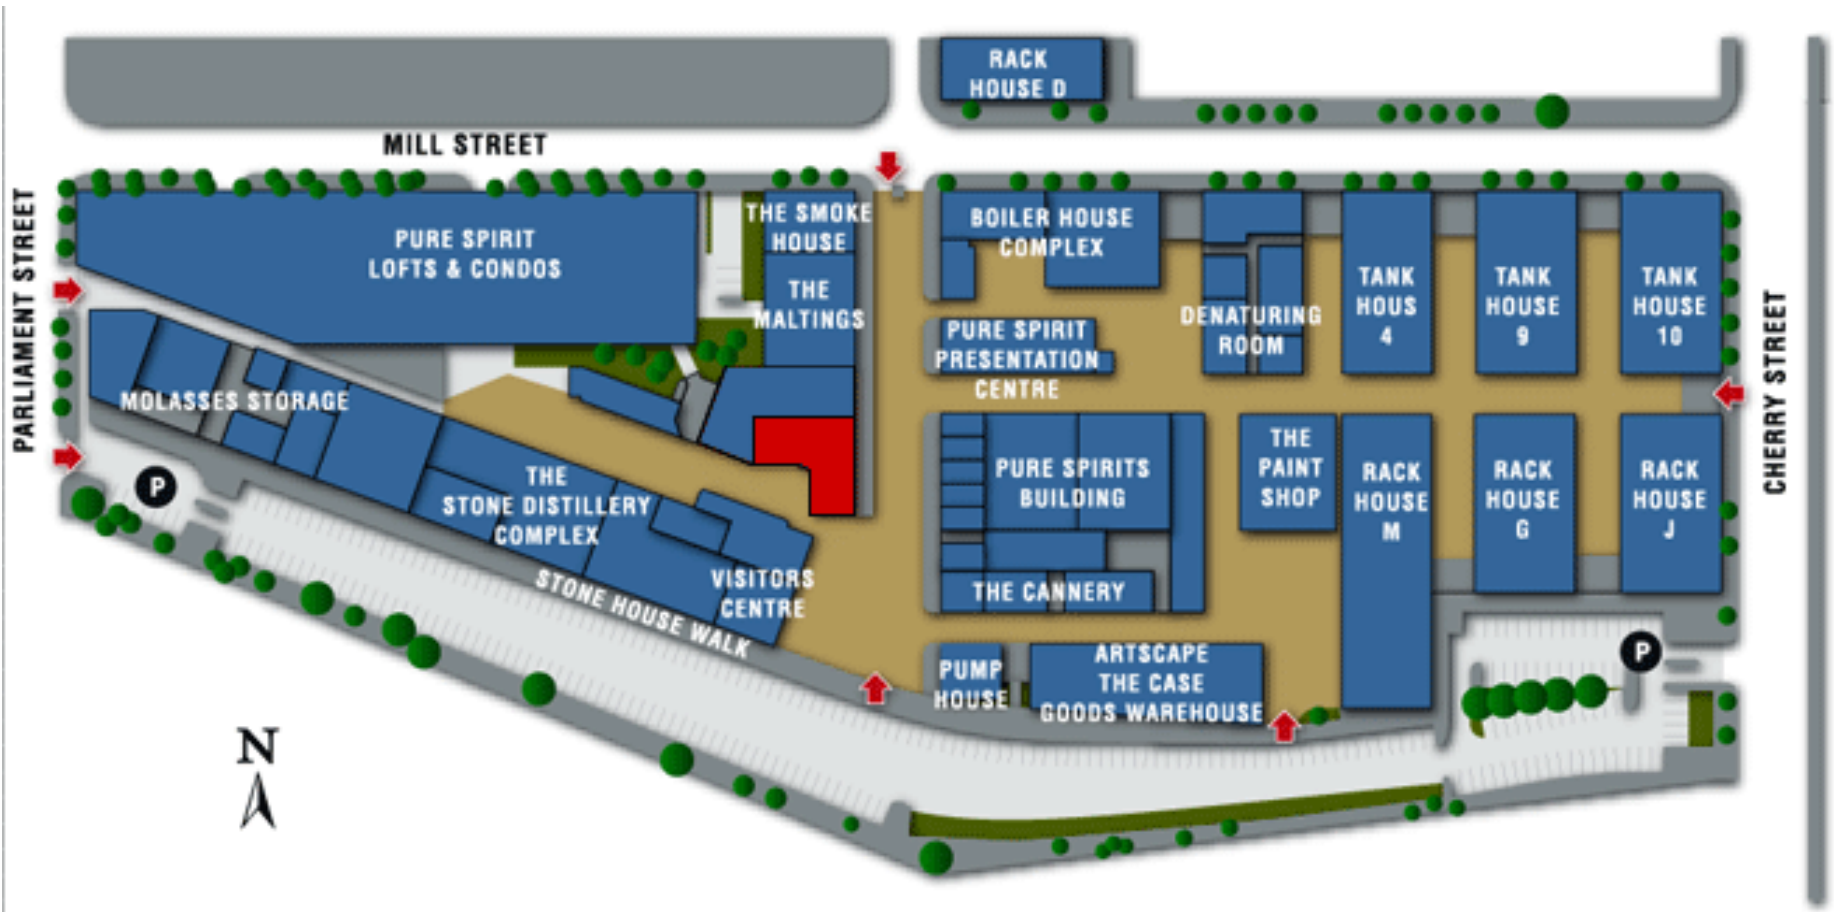 RACK
HOUSE D
MILL STREET
PARLIAMENT STREET
PURE SPIRIT
LOFTS & CONDOS
THE SMOKE
HOUSE
THE
MALTINGS
BOILER HOUSE
COMPLEX
PURE SPIRIT
PRESENTATION
CENTRE
DENATURING
ROOM
TANK
HOUS
4
TANK
HOUSE
9
TANK
HOUSE
10
CHERRY STREET
MOLASSES STORAGE
P
THE
STONE DISTILLERY
COMPLEX
VISITORS
CENTRE
STONE HOUSE WALK
PURE SPIRITS
BUILDING
THE CANNERY
THE
PAINT
SHOP
RACK
HOUSE
M
RACK
HOUSE
G
RACK
HOUSE
J
PUMP
HOUSE
ARTSCAPE
THE CASE
GOODS WAREHOUSE
P
N